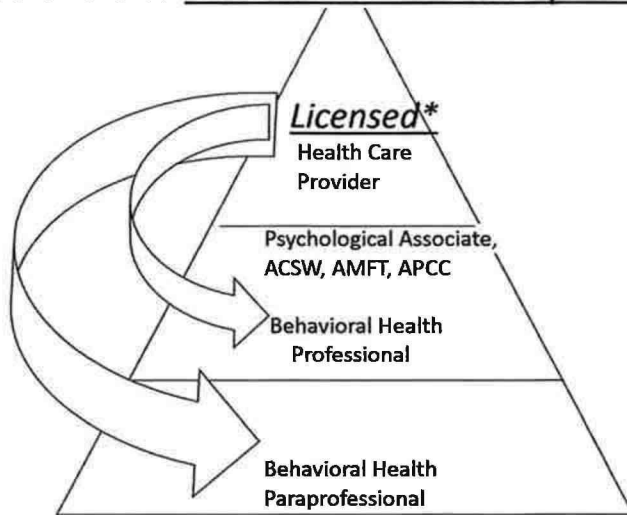 Licensed*
Health Care
Provider
Psychological Associate,
ACSW, AMFT, APCC
Behavioral Health
Professional
Behavioral Health
Paraprofessional